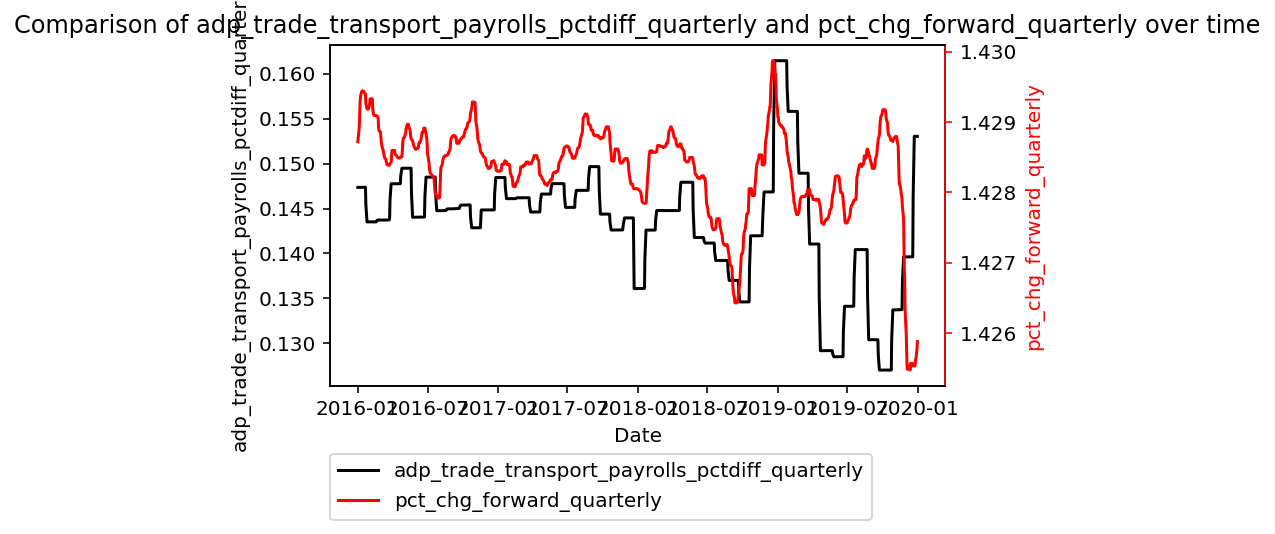 Comparison of adp_trade_transport_payrolls_pctdiff_quarterly and pct_chg_forward_quarterly over time
adp_trade_transport_payrolls_pctdiff_quarterly
0.160
0.155
0.150
0.145
0.140
0.135
0.130
1.430
1.429
1.428
1.427
1.426
pct_chg_forward_quarterly
2016-01 2016-07 2017-01 2017-07 2018-01 2018-07 2019-01 2019-07 2020-01
Date
adp_trade_transport_payrolls_pctdiff_quarterly
pct_chg_forward_quarterly